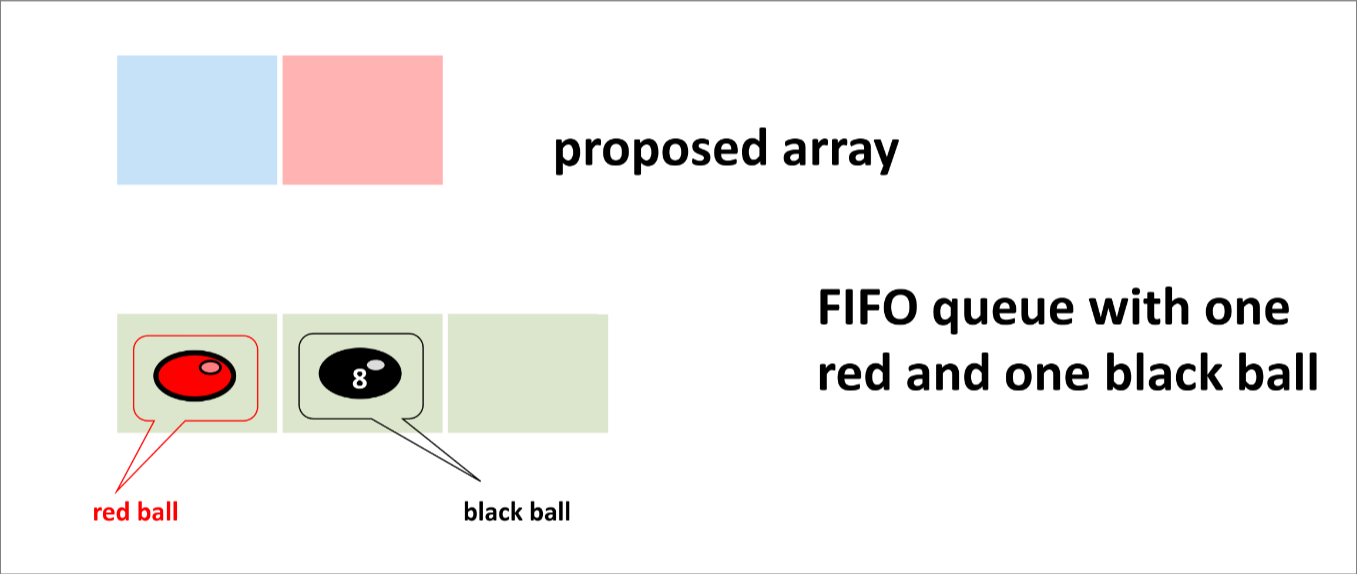 proposed array
FIFO queue with one
red and one black ball
8
red ball
black ball